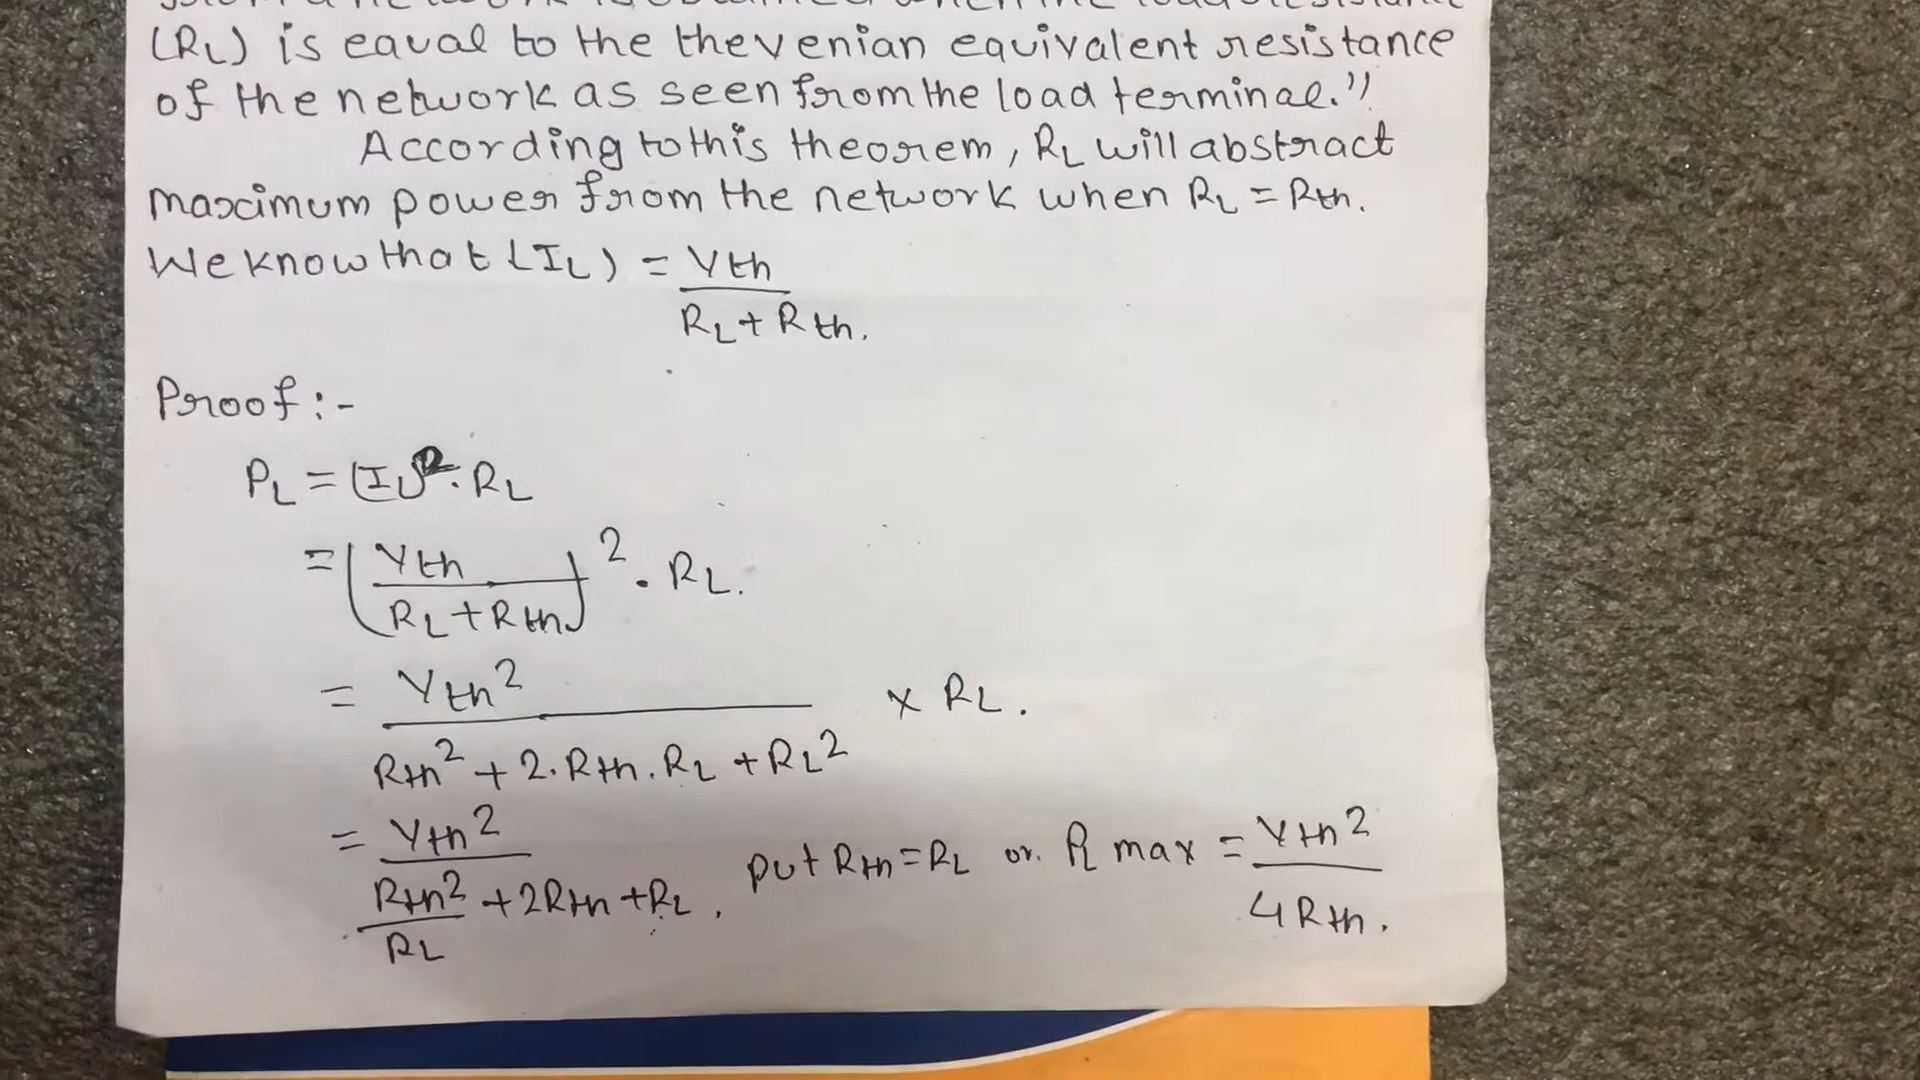 (RL) is equal to the thevenian equivalent resistance
of the network as seen from the load terminal."
According to this theorem, RL will abstract
maximum power from the network when RL = Rth.
We know that (IL) = Vth / RL + Rth.
Proof :-
PL = (IL)². RL
= (Vth / RL + Rth)² . RL.
= Vth² / Rth² + 2. Rth. RL + RL² × RL.
= Vth² / Rth²/RL + 2Rth + RL . put Rth = RL or. PL max = Vth² / 4Rth.